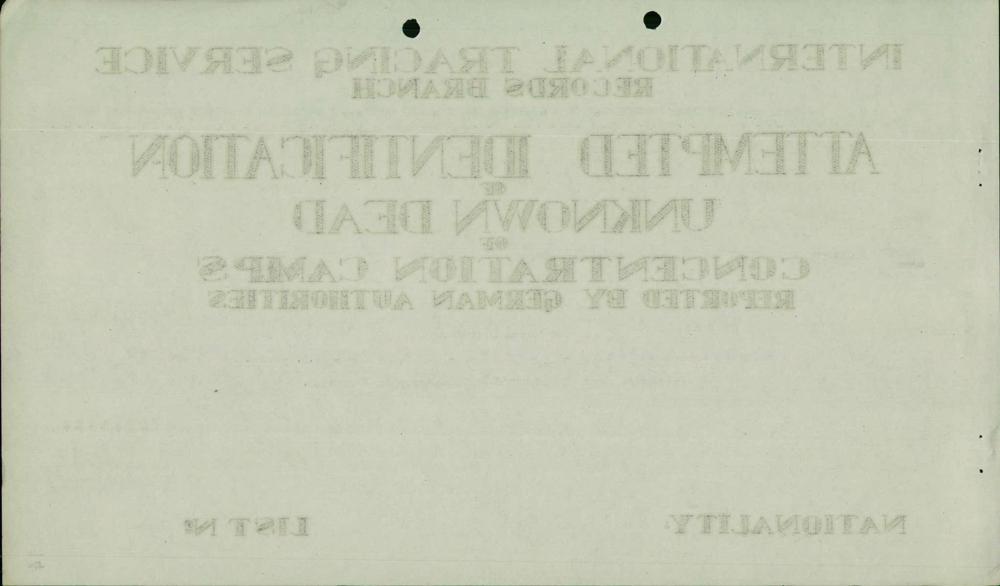 INTERNATIONAL TRACING SERVICE
RECORDS BRANCH
ATTEMPTED IDENTIFICATION
OF
UNKNOWN DEAD
OF
CONCENTRATION CAMPS
REPORTED BY GERMAN AUTHORITIES
NATIONALITY: LIST Nº